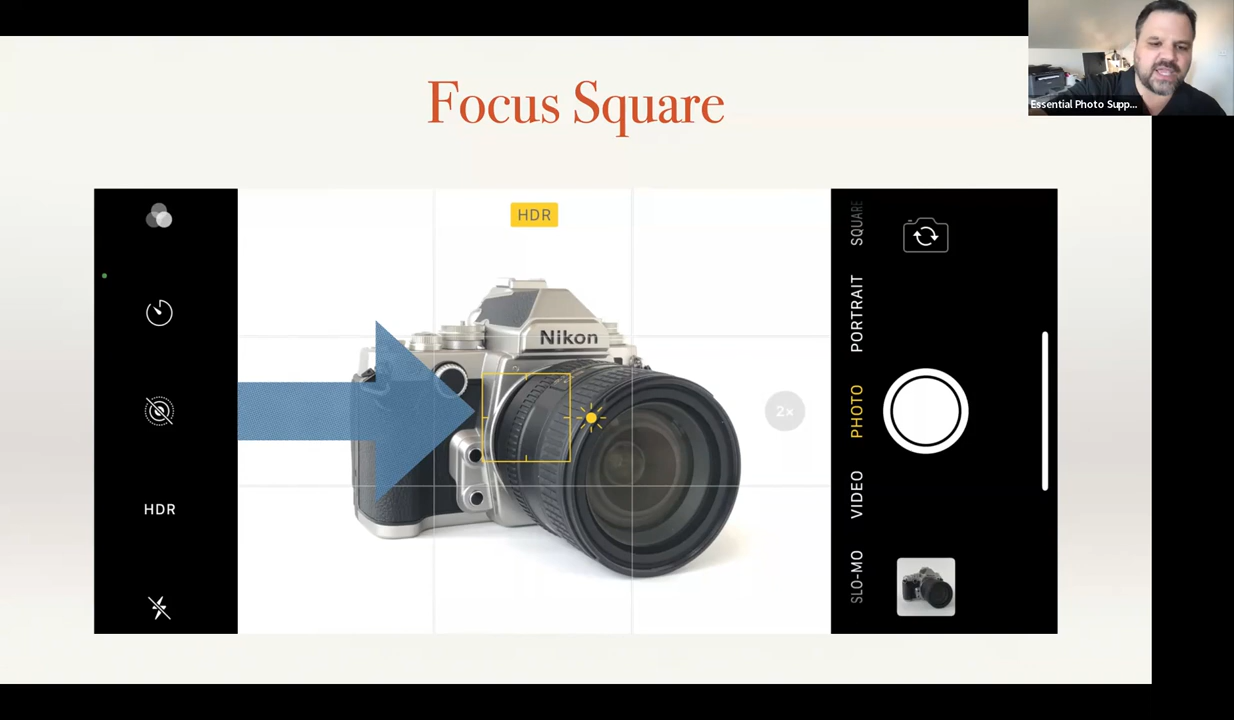 Essential Photo Supp...
Focus Square
HDR
Nikon
2×
HDR
SQUARE
PORTRAIT
PHOTO
VIDEO
SLO-MO